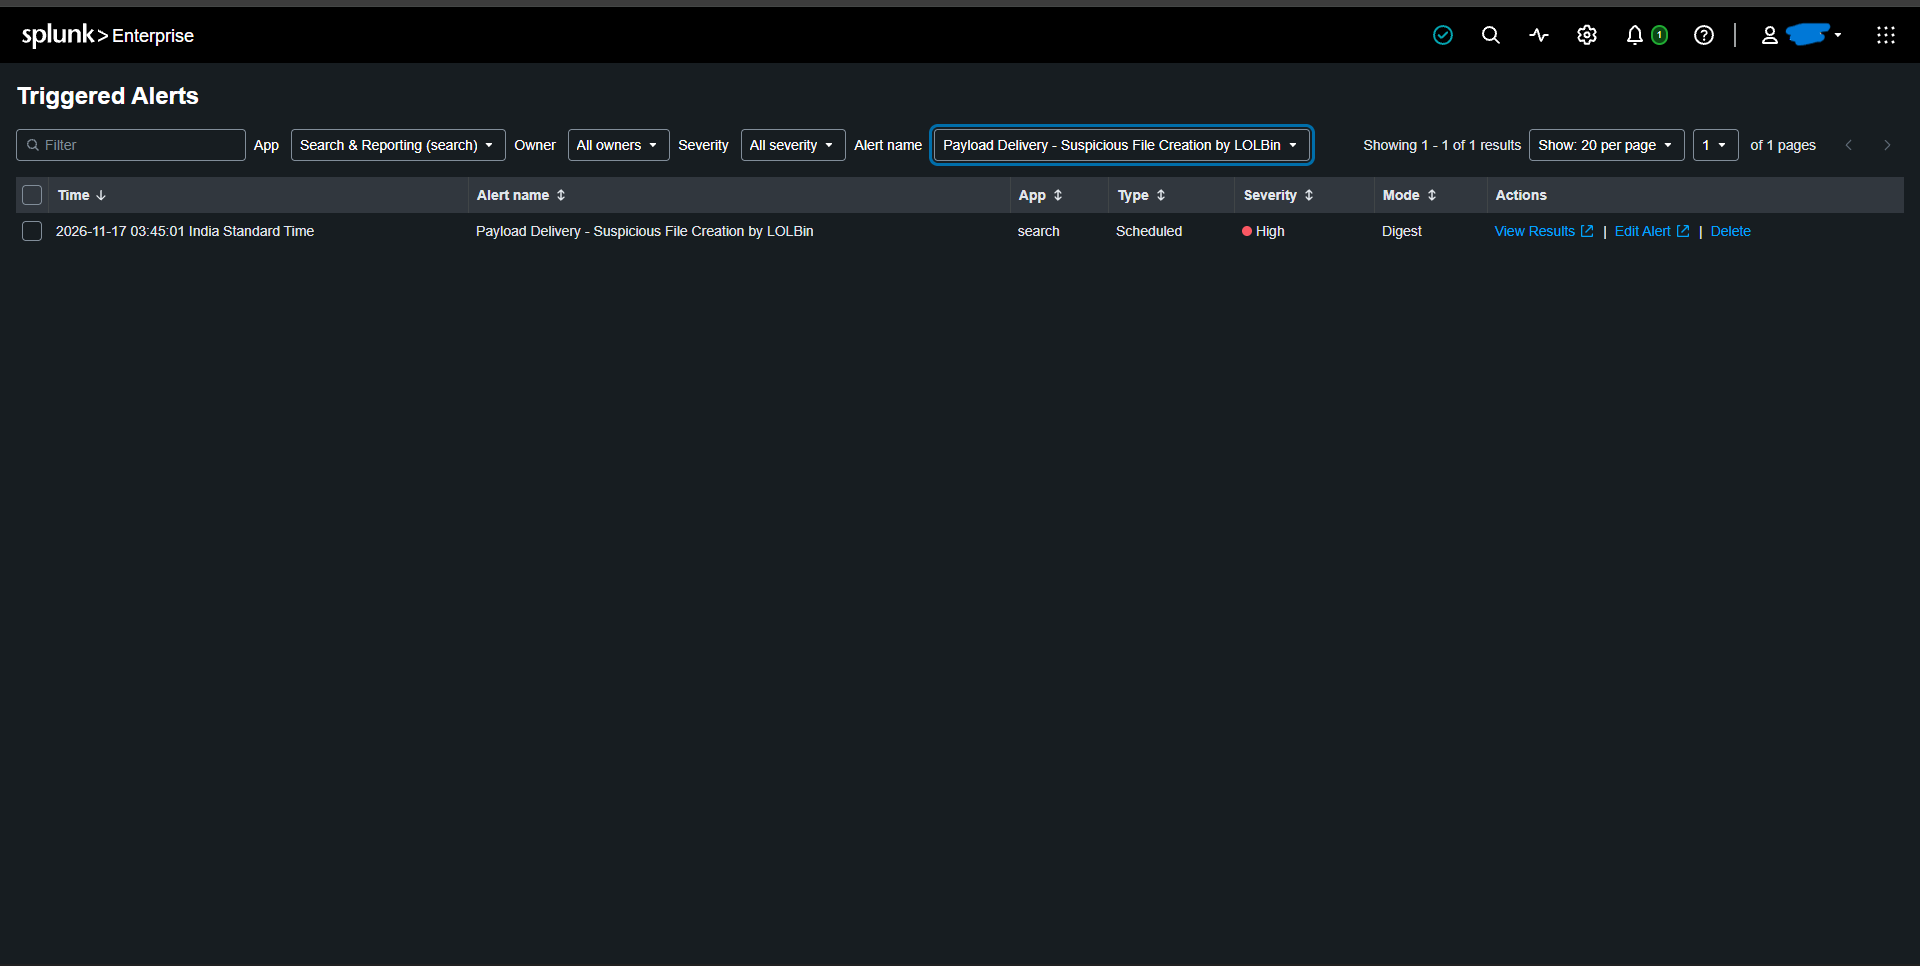 splunk> Enterprise
1
Triggered Alerts
Filter App Search & Reporting (search) Owner All owners Severity All severity Alert name Payload Delivery - Suspicious File Creation by LOLBin Showing 1 - 1 of 1 results Show: 20 per page 1 of 1 pages
Time Alert name App Type Severity Mode Actions
2026-11-17 03:45:01 India Standard Time Payload Delivery - Suspicious File Creation by LOLBin search Scheduled High Digest View Results | Edit Alert | Delete